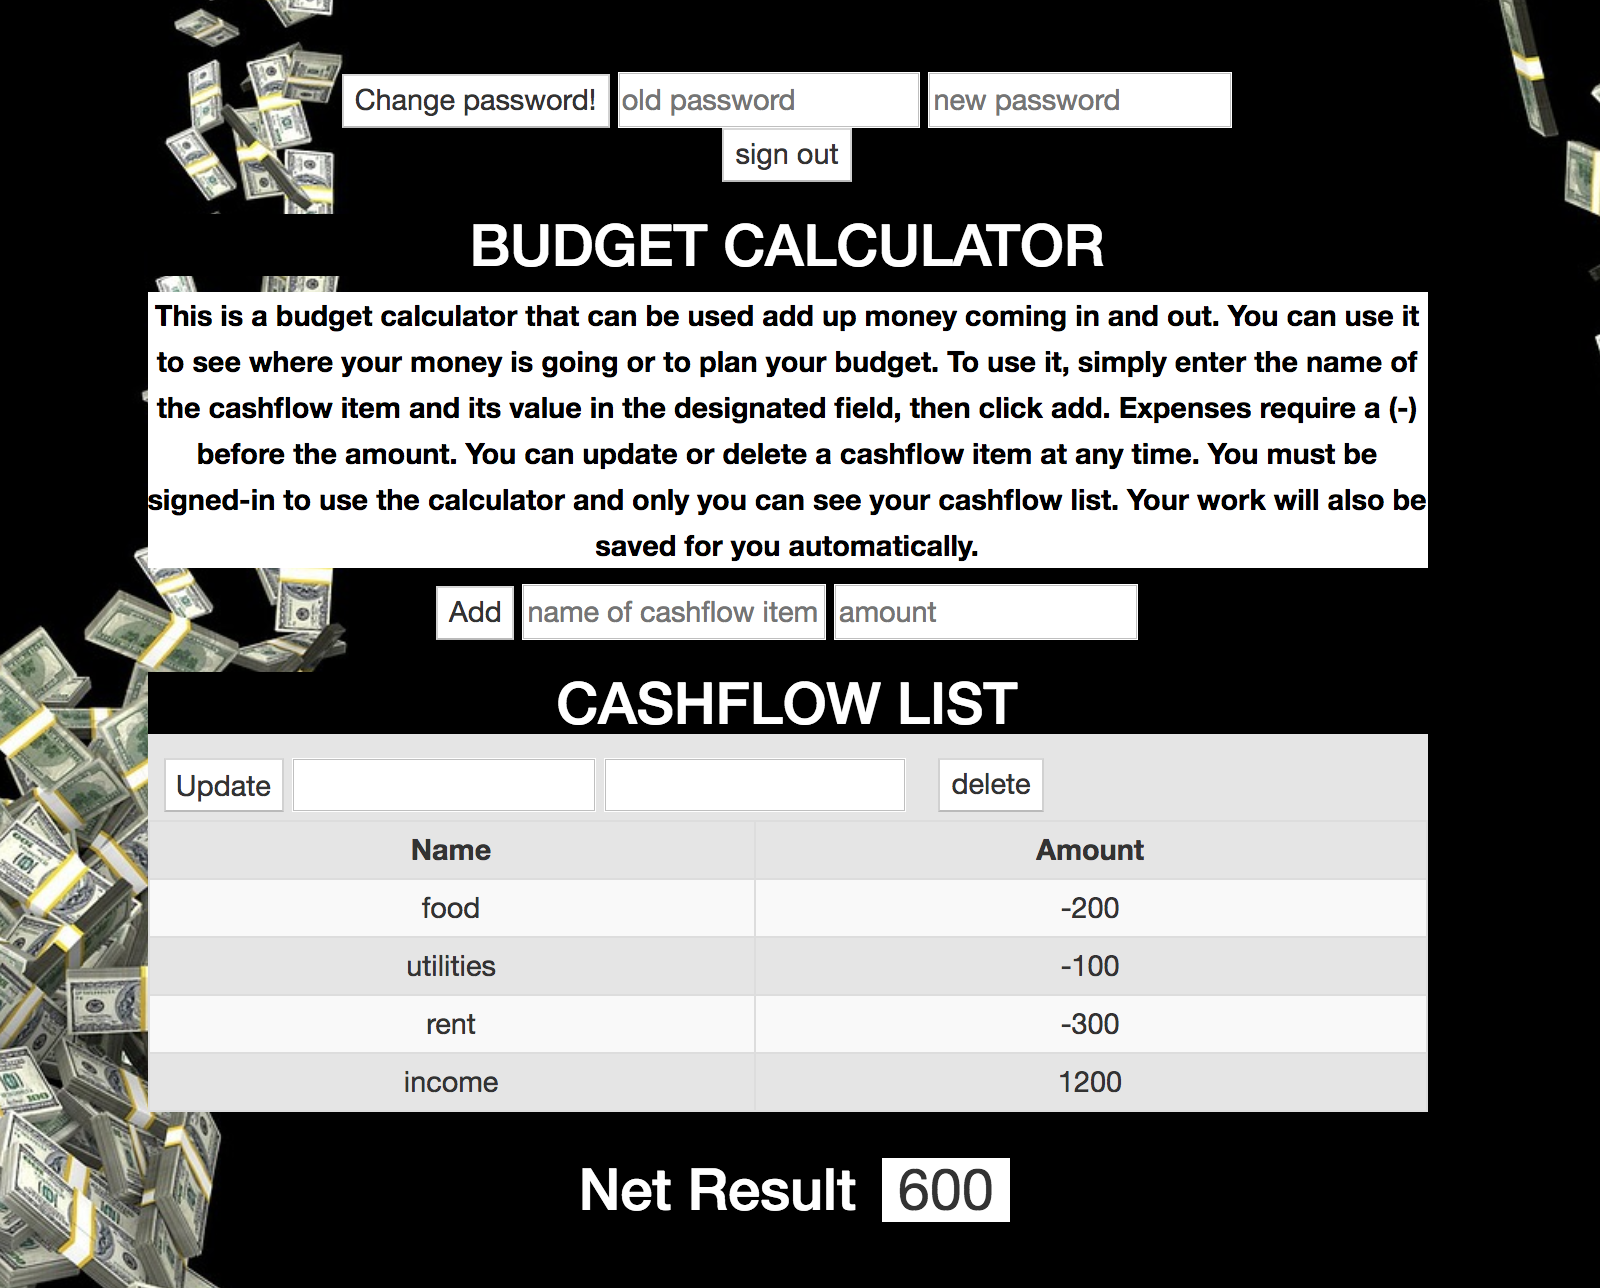 Change password! old password new password
sign out
BUDGET CALCULATOR
This is a budget calculator that can be used add up money coming in and out. You can use it
to see where your money is going or to plan your budget. To use it, simply enter the name of
the cashflow item and its value in the designated field, then click add. Expenses require a (-)
before the amount. You can update or delete a cashflow item at any time. You must be
signed-in to use the calculator and only you can see your cashflow list. Your work will also be
saved for you automatically.
Add name of cashflow item amount
CASHFLOW LIST
Update delete
Name Amount
food -200
utilities -100
rent -300
income 1200
Net Result 600